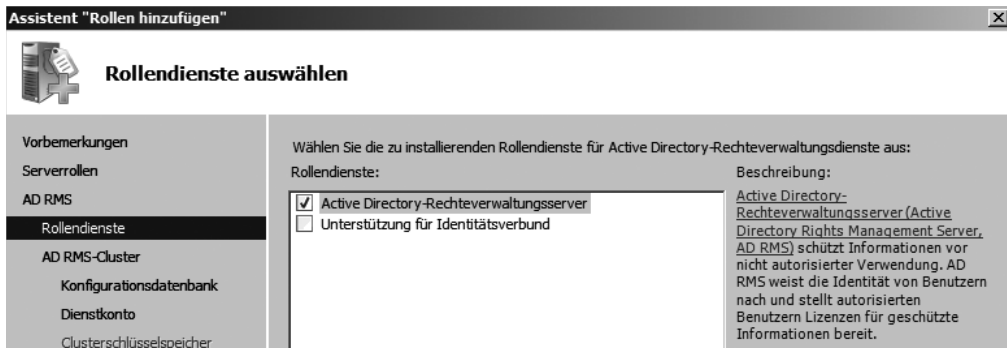 Assistent "Rollen hinzufügen"
Rollendienste auswählen
Vorbemerkungen
Serverrollen
AD RMS
Rollendienste
AD RMS-Cluster
Konfigurationsdatenbank
Dienstkonto
Clusterschlüsselspeicher
Wählen Sie die zu installierenden Rollendienste für Active Directory-Rechteverwaltungsdienste aus:
Rollendienste:
Active Directory-Rechteverwaltungsserver
Unterstützung für Identitätsverbund
Beschreibung:
Active Directory-
Rechteverwaltungsserver (Active
Directory Rights Management Server,
AD RMS) schützt Informationen vor
nicht autorisierter Verwendung. AD
RMS weist die Identität von Benutzern
nach und stellt autorisierten
Benutzern Lizenzen für geschützte
Informationen bereit.